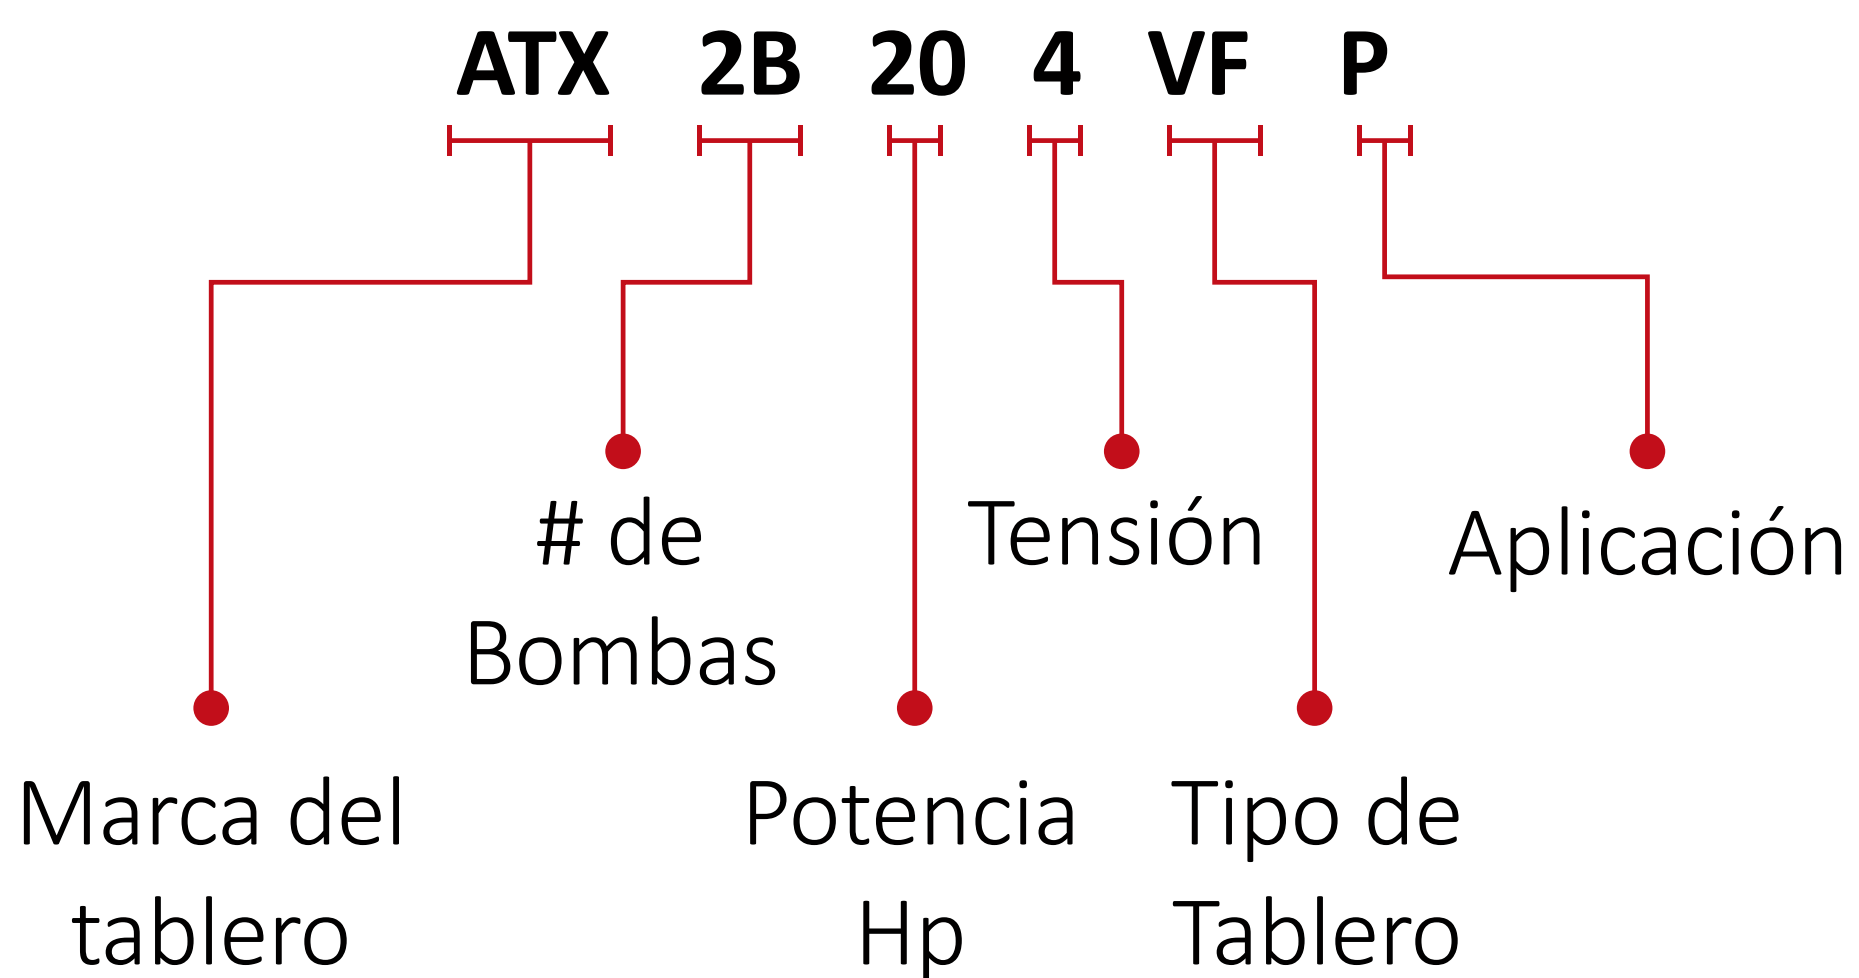 ATX 2B 20 4 VF P
# de
Bombas
Tensión
Aplicación
Marca del
tablero
Potencia
Hp
Tipo de
Tablero